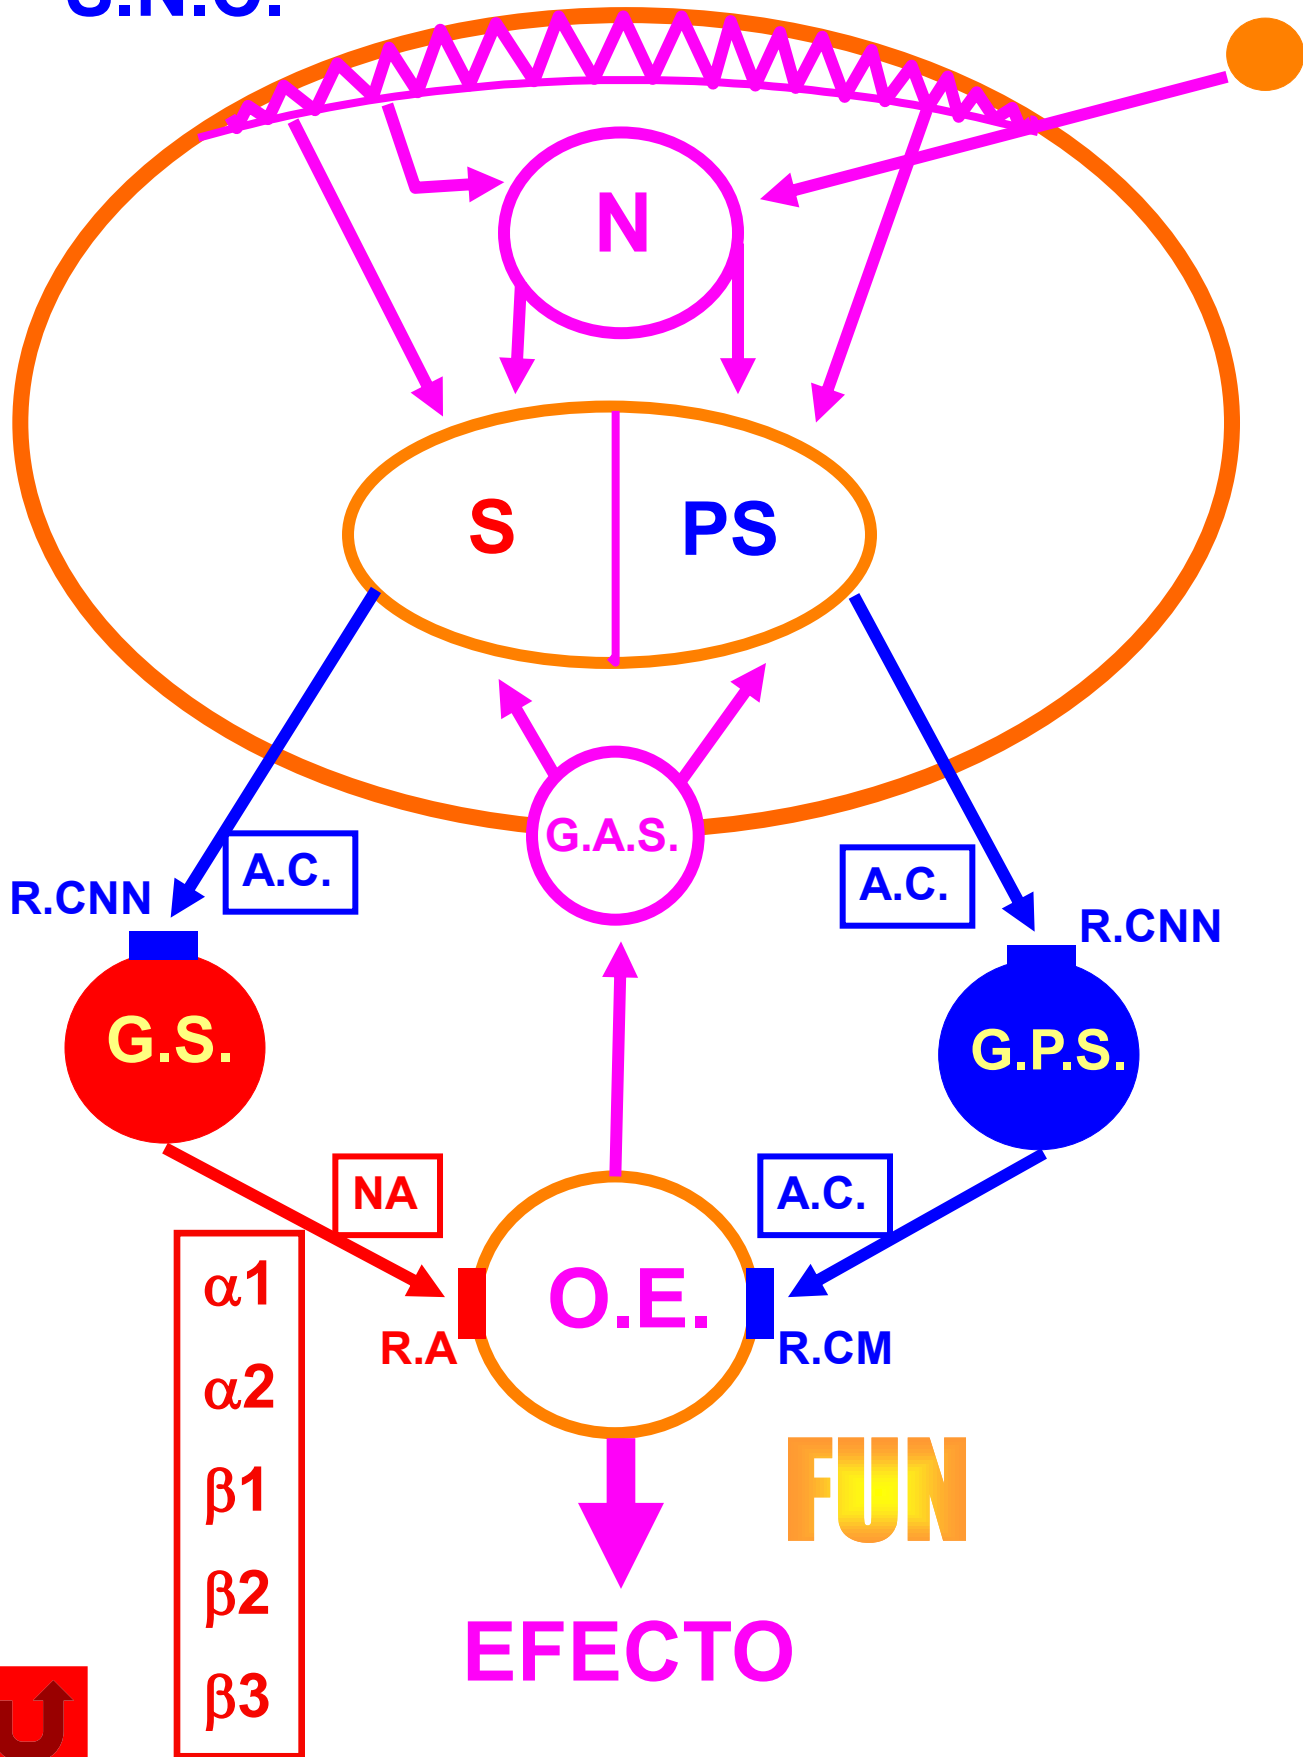 N
S PS
G.A.S.
A.C.
A.C.
R.CNN
R.CNN
G.S.
G.P.S.
NA
A.C.
α1
O.E.
R.A
R.CM
α2
β1
FUN
β2
EFECTO
β3